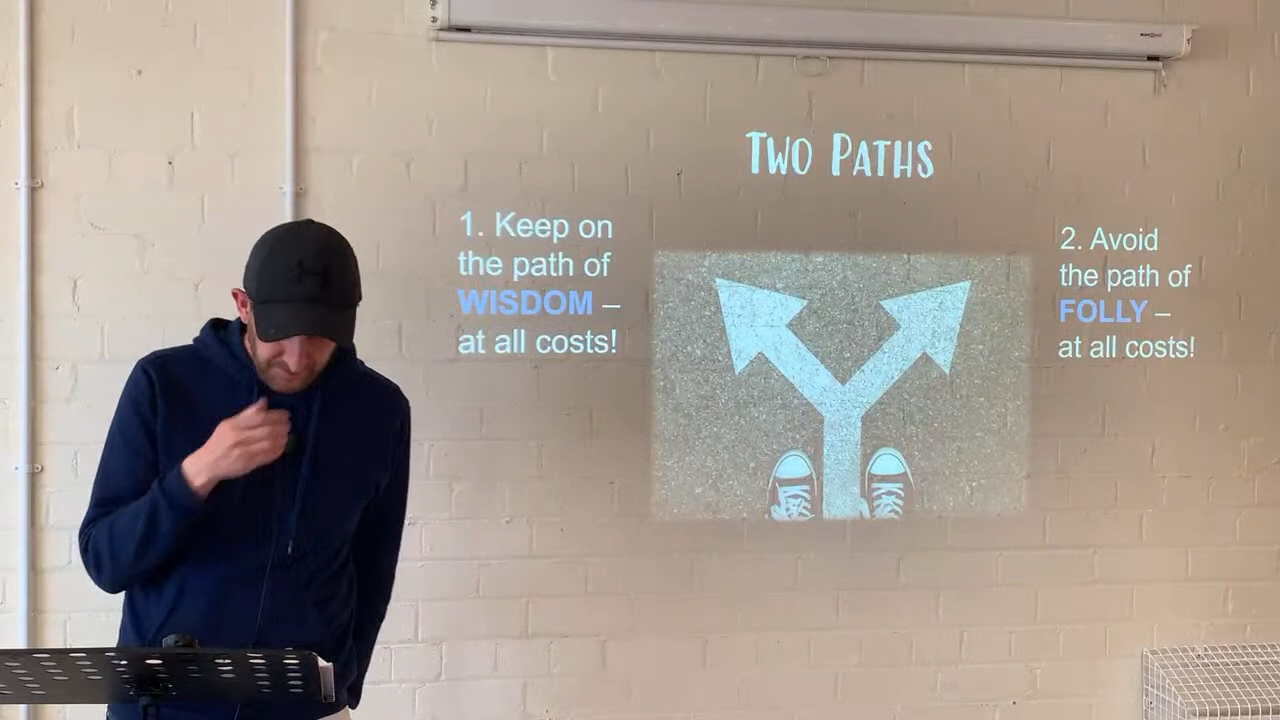 Two Paths
1. Keep on
the path of
WISDOM –
at all costs!
2. Avoid
the path of
FOLLY –
at all costs!